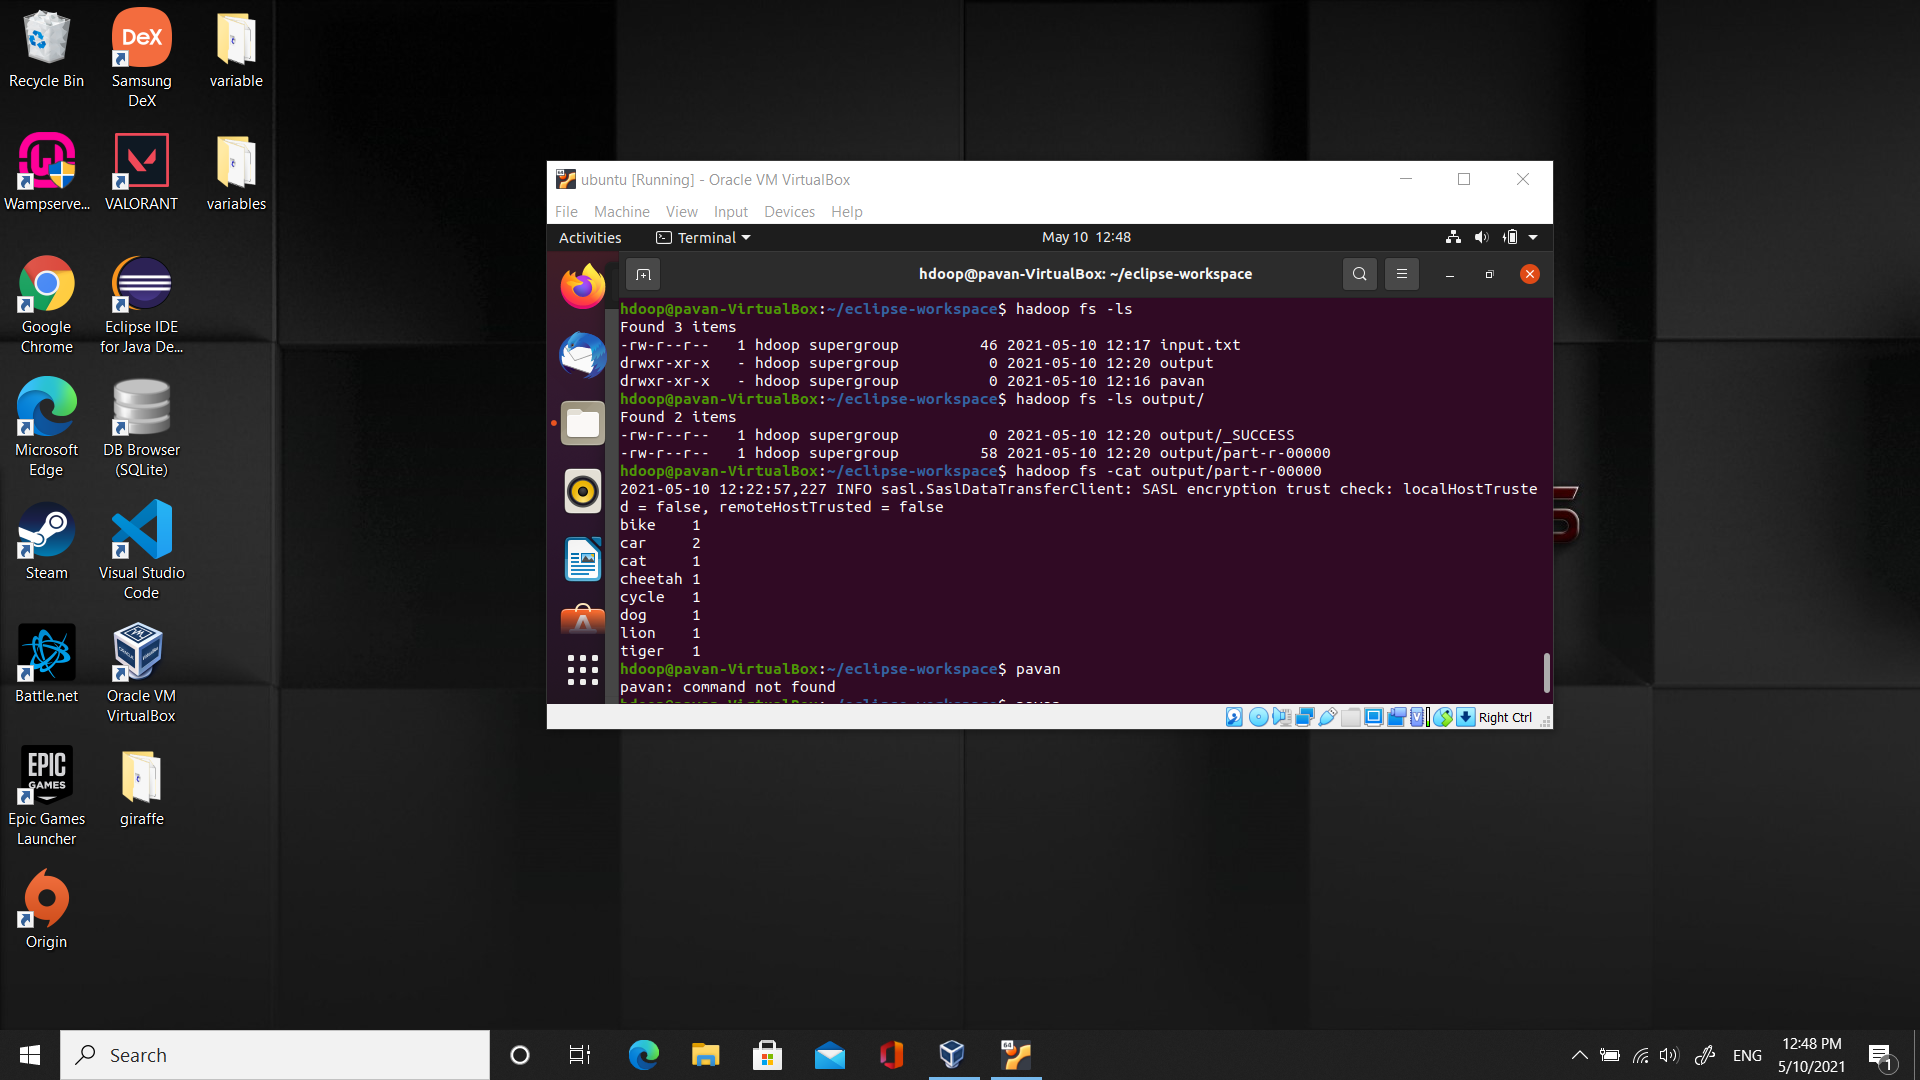 Recycle Bin
DeX
Samsung
DeX
variable
Wampserve...
VALORANT
variables
Google
Chrome
Eclipse IDE
for Java De...
Microsoft
Edge
DB Browser
(SQLite)
Steam
Visual Studio
Code
Battle.net
Oracle VM
VirtualBox
EPIC
GAMES
Epic Games
Launcher
giraffe
Origin
ubuntu [Running] - Oracle VM VirtualBox
File Machine View Input Devices Help
Activities Terminal May 10 12:48
hdoop@pavan-VirtualBox: ~/eclipse-workspace
hdoop@pavan-VirtualBox:~/eclipse-workspace$ hadoop fs -ls
Found 3 items
-rw-r--r--   1 hdoop supergroup         46 2021-05-10 12:17 input.txt
drwxr-xr-x   - hdoop supergroup          0 2021-05-10 12:20 output
drwxr-xr-x   - hdoop supergroup          0 2021-05-10 12:16 pavan
hdoop@pavan-VirtualBox:~/eclipse-workspace$ hadoop fs -ls output/
Found 2 items
-rw-r--r--   1 hdoop supergroup          0 2021-05-10 12:20 output/_SUCCESS
-rw-r--r--   1 hdoop supergroup         58 2021-05-10 12:20 output/part-r-00000
hdoop@pavan-VirtualBox:~/eclipse-workspace$ hadoop fs -cat output/part-r-00000
2021-05-10 12:22:57,227 INFO sasl.SaslDataTransferClient: SASL encryption trust check: localHostTruste
d = false, remoteHostTrusted = false
bike    1
car     2
cat     1
cheetah 1
cycle   1
dog     1
lion    1
tiger   1
hdoop@pavan-VirtualBox:~/eclipse-workspace$ pavan
pavan: command not found
Right Ctrl
Search
ENG
12:48 PM
5/10/2021
1